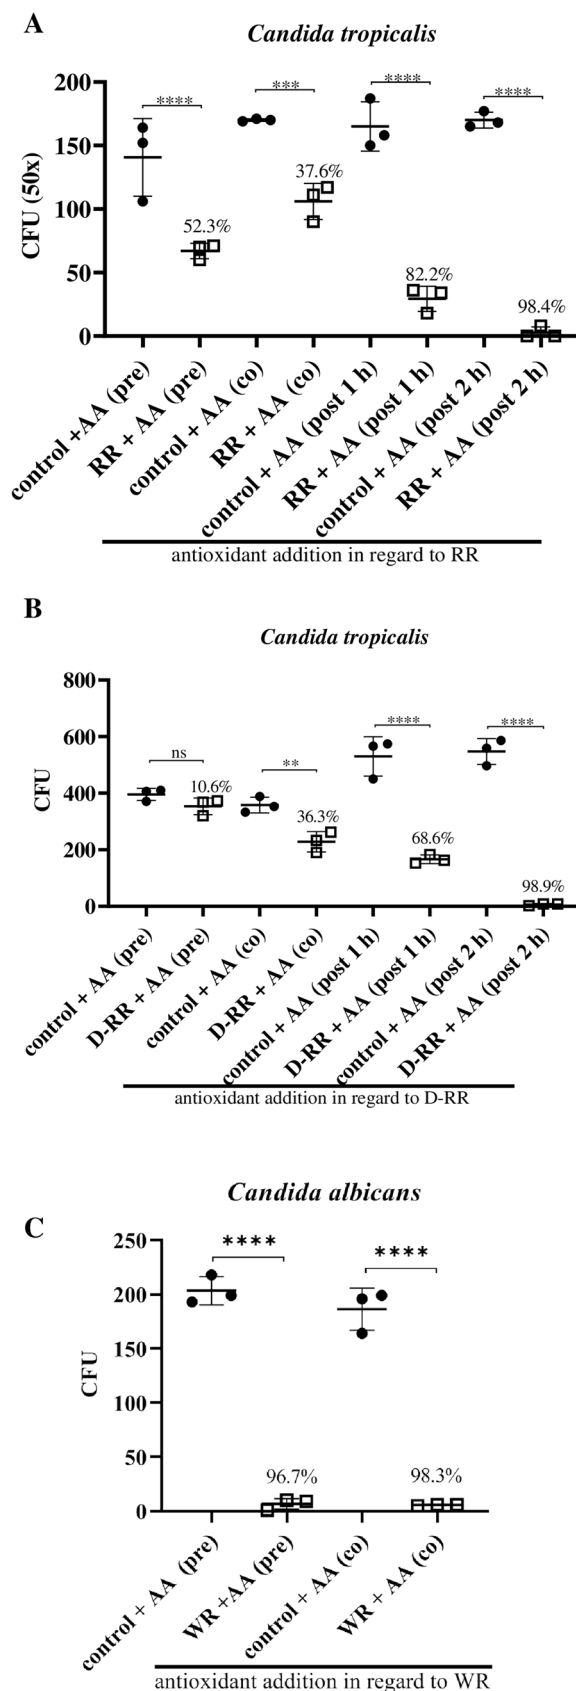 A
Candida tropicalis
CFU (50x)
200
150
100
50
0
****
***
****
****
52.3%
37.6%
82.2%
98.4%
control +AA (pre)
RR + AA (pre)
control + AA (co)
RR + AA (co)
control + AA (post 1 h)
RR + AA (post 1 h)
control + AA (post 2 h)
RR + AA (post 2 h)
antioxidant addition in regard to RR
B
Candida tropicalis
CFU
800
600
400
200
0
ns
**
****
****
10.6%
36.3%
68.6%
98.9%
control + AA (pre)
D-RR + AA (pre)
control + AA (co)
D-RR + AA (co)
control + AA (post 1 h)
D-RR + AA (post 1 h)
control + AA (post 2 h)
D-RR + AA (post 2 h)
antioxidant addition in regard to D-RR
Candida albicans
C
CFU
250
200
150
100
50
0
****
****
96.7%
98.3%
control + AA (pre)
WR +AA (pre)
control + AA (co)
WR + AA (co)
antioxidant addition in regard to WR